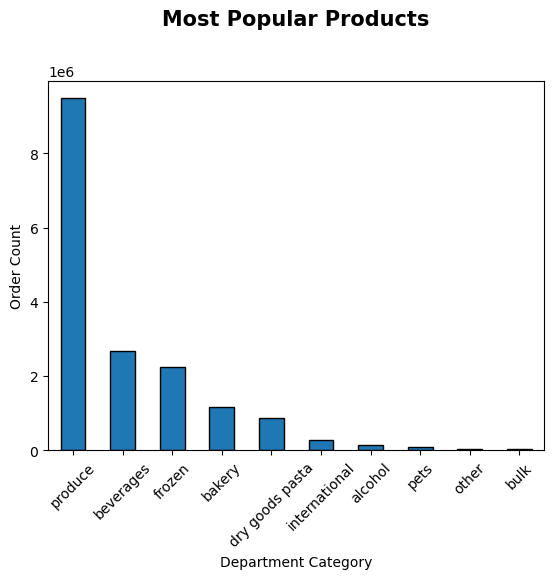 Most Popular Products
1e6
8
6
4
2
0
Order Count
produce
beverages
frozen
bakery
dry goods pasta
international
alcohol
pets
other
bulk
Department Category